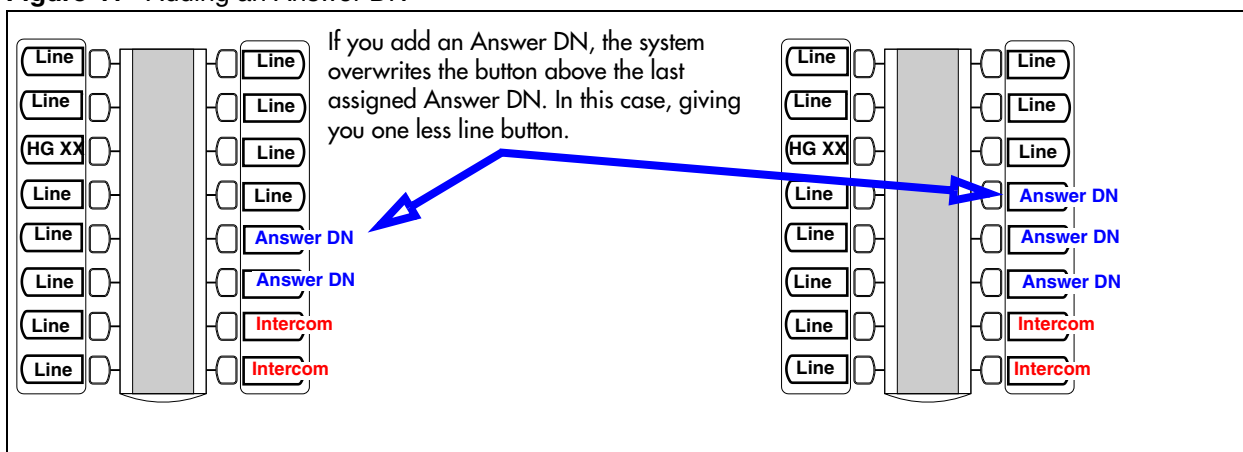 Adding an Answer DN
If you add an Answer DN, the system
overwrites the button above the last
assigned Answer DN. In this case, giving
you one less line button.
Line
Line
HG XX
Line
Line
Line
Line
Line
Line
Line
Line
Line
Answer DN
Answer DN
Intercom
Intercom
Line
Line
HG XX
Line
Line
Line
Line
Line
Line
Line
Line
Answer DN
Answer DN
Answer DN
Intercom
Intercom